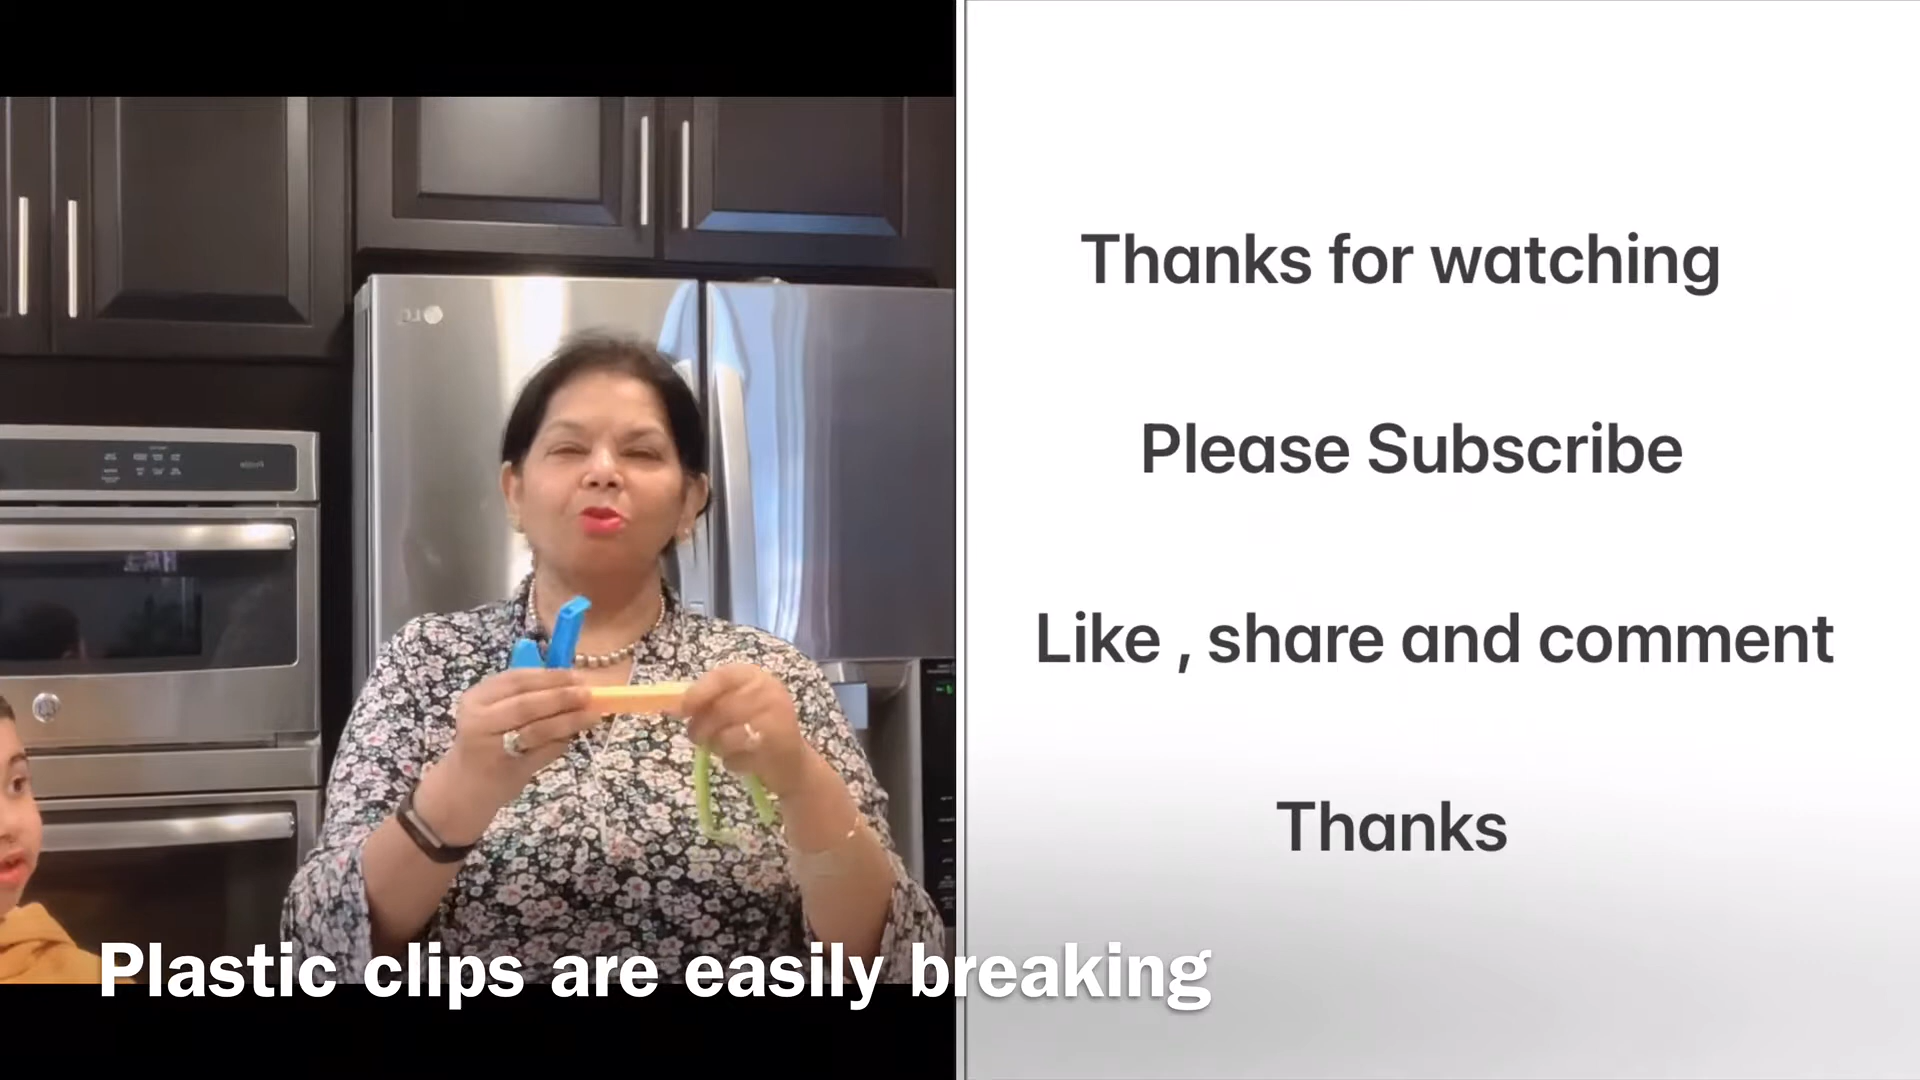 Thanks for watching
Please Subscribe
Like , share and comment
Thanks
Plastic clips are easily breaking